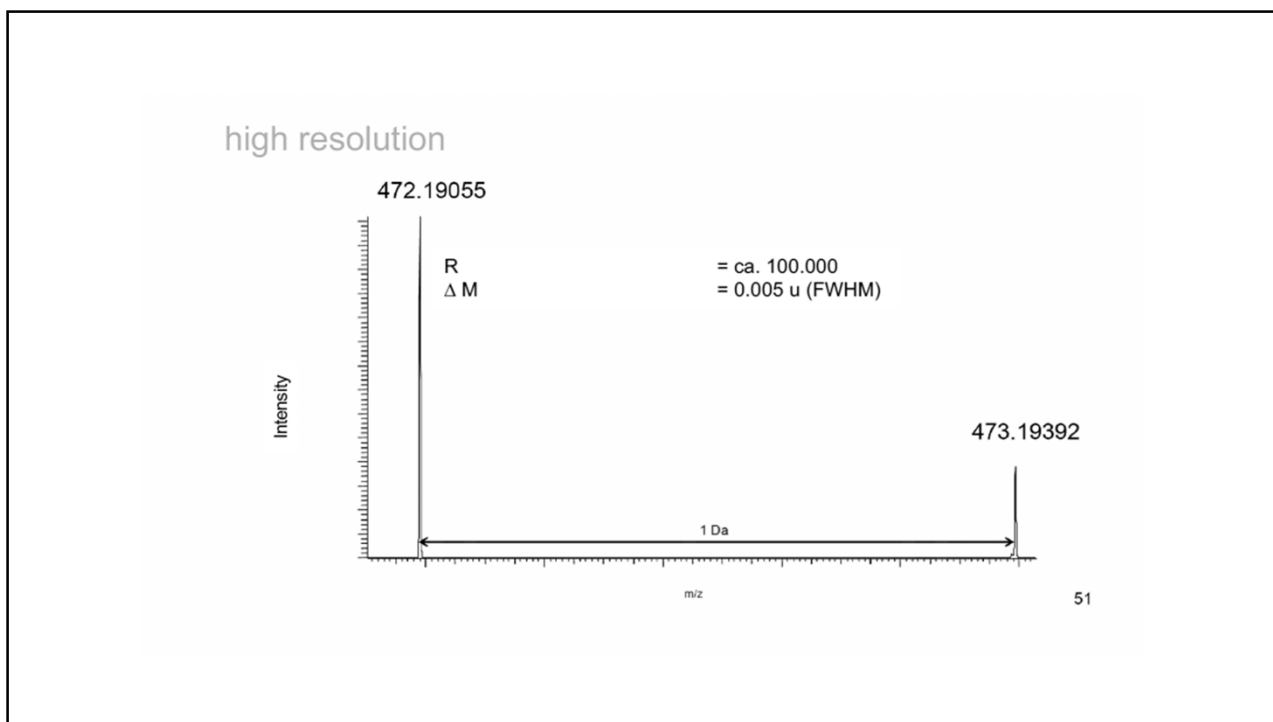 high resolution
472.19055
R = ca. 100.000
Δ M = 0.005 u (FWHM)
Intensity
473.19392
1 Da
m/z
51